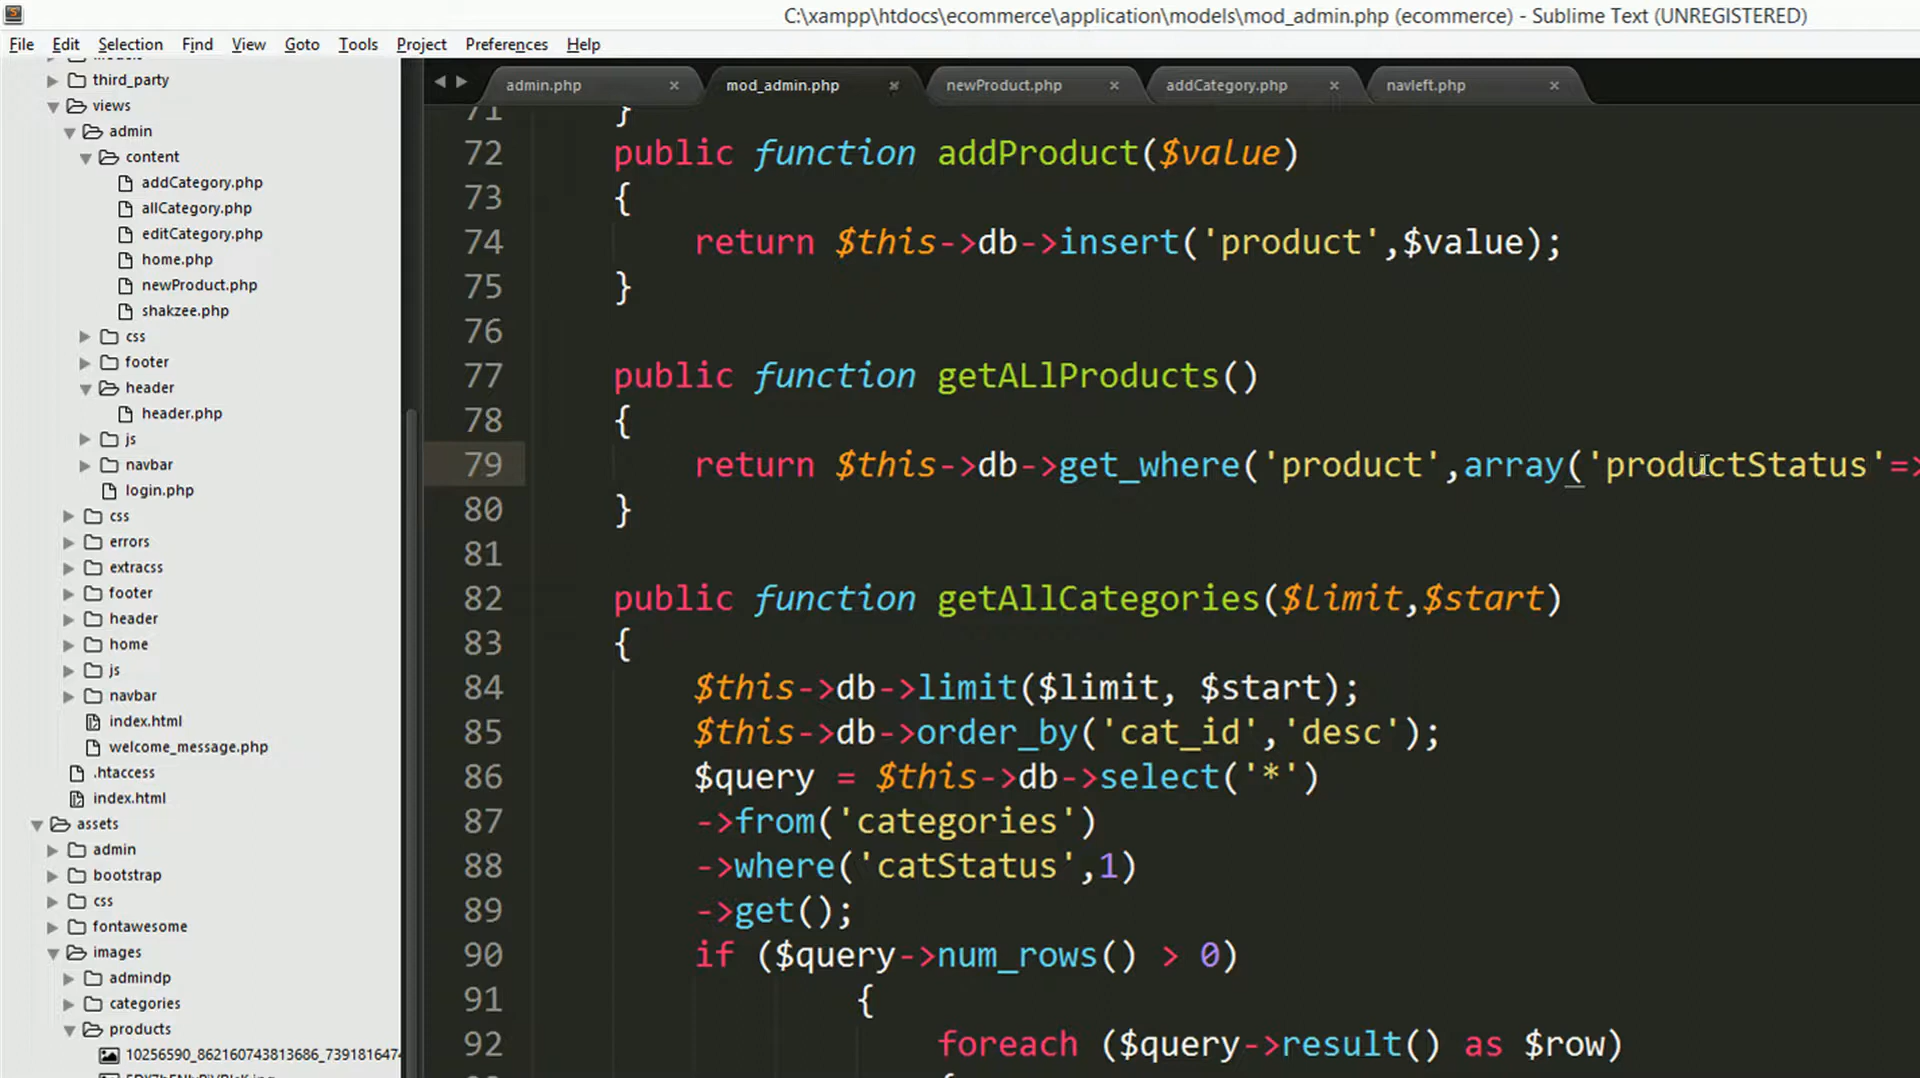 C:\xampp\htdocs\ecommerce\application\models\mod_admin.php (ecommerce) - Sublime Text (UNREGISTERED)
File Edit Selection Find View Goto Tools Project Preferences Help
admin.php mod_admin.php newProduct.php addCategory.php navleft.php
third_party
views
admin
content
addCategory.php
allCategory.php
editCategory.php
home.php
newProduct.php
shakzee.php
css
footer
header
header.php
js
navbar
login.php
css
errors
extracss
footer
header
home
js
navbar
index.html
welcome_message.php
.htaccess
index.html
assets
admin
bootstrap
css
fontawesome
images
admindp
categories
products
10256590_862160743813686_7391816474
71 }
72 public function addProduct($value)
73 {
74 return $this->db->insert('product',$value);
75 }
76
77 public function getALlProducts()
78 {
79 return $this->db->get_where('product',array('productStatus'=>
80 }
81
82 public function getAllCategories($limit,$start)
83 {
84 $this->db->limit($limit, $start);
85 $this->db->order_by('cat_id','desc');
86 $query = $this->db->select('*')
87 ->from('categories')
88 ->where('catStatus',1)
89 ->get();
90 if ($query->num_rows() > 0)
91 {
92 foreach ($query->result() as $row)